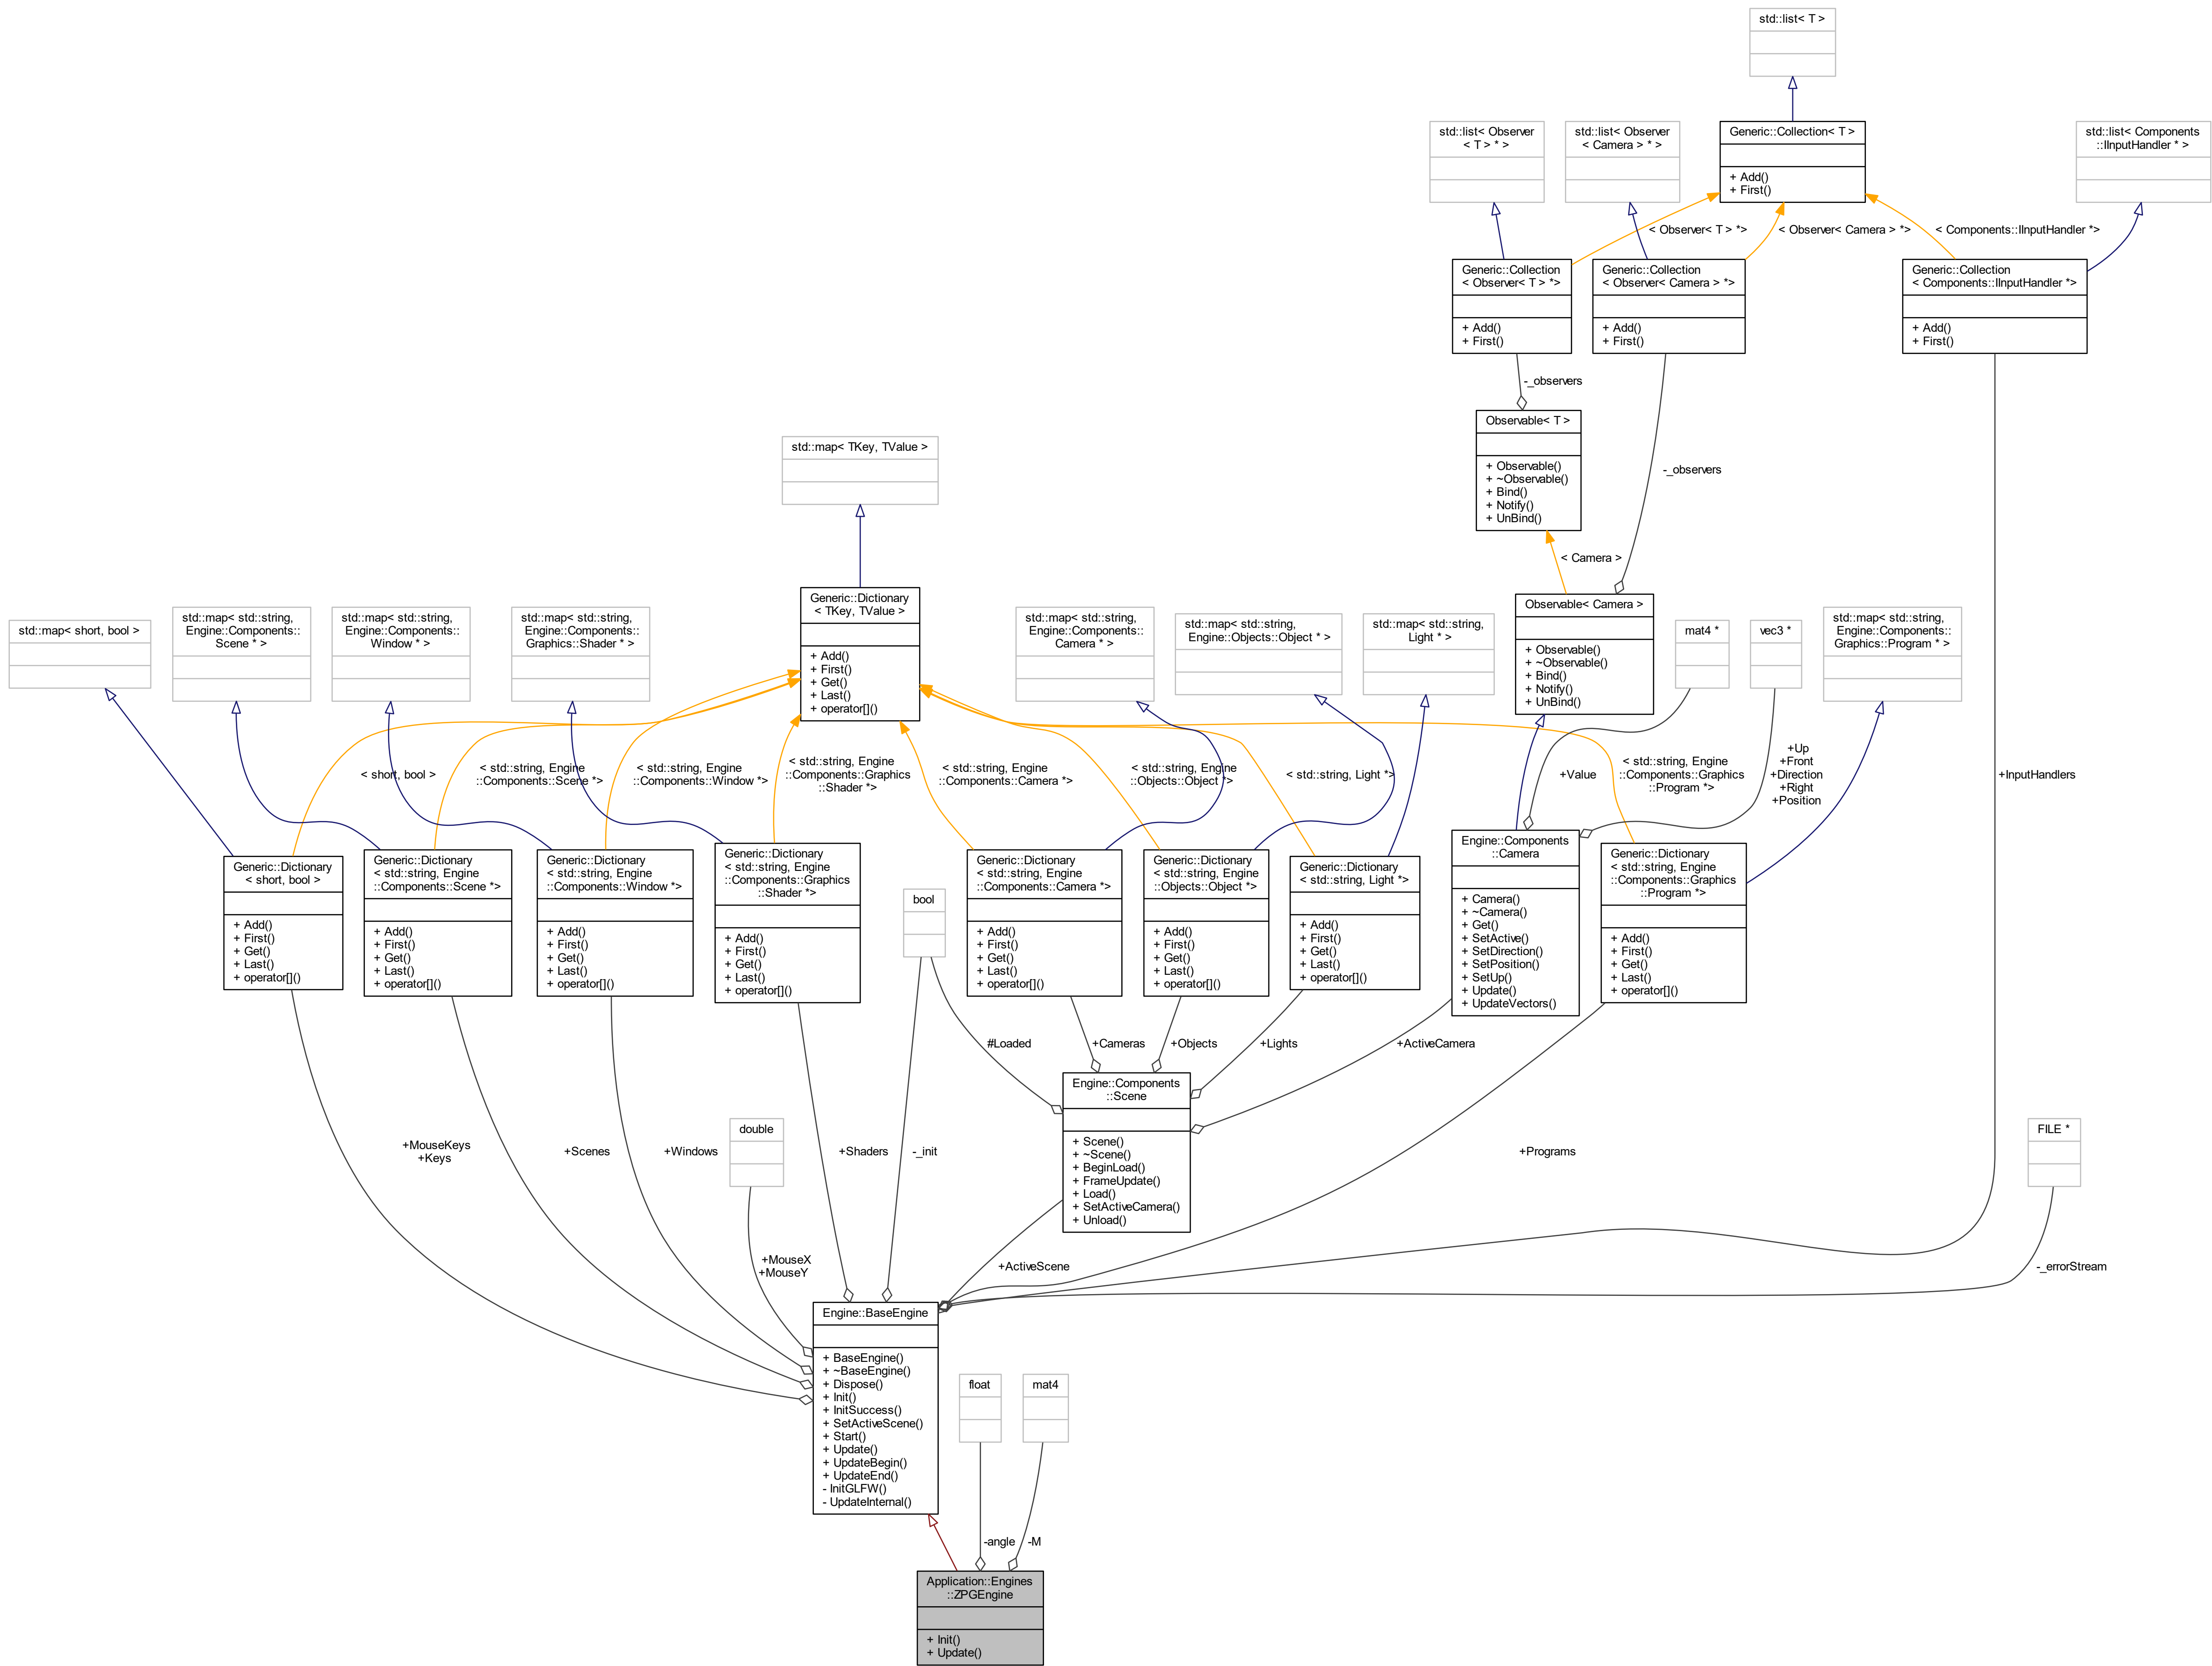 std::list< T >
std::list< Observer
< T > * >
std::list< Observer
< Camera > * >
Generic::Collection< T >
+ Add()
+ First()
std::list< Components
::IInputHandler * >
< Observer< T > *>
< Observer< Camera > *>
< Components::IInputHandler *>
Generic::Collection
< Observer< T > *>
+ Add()
+ First()
Generic::Collection
< Observer< Camera > *>
+ Add()
+ First()
Generic::Collection
< Components::IInputHandler *>
+ Add()
+ First()
-_observers
Observable< T >
+ Observable()
+ ~Observable()
+ Bind()
+ Notify()
+ UnBind()
-_observers
std::map< TKey, TValue >
< Camera >
Generic::Dictionary
< TKey, TValue >
+ Add()
+ First()
+ Get()
+ Last()
+ operator[]()
Observable< Camera >
+ Observable()
+ ~Observable()
+ Bind()
+ Notify()
+ UnBind()
std::map< short, bool >
std::map< std::string,
Engine::Components::
Scene * >
std::map< std::string,
Engine::Components::
Window * >
std::map< std::string,
Engine::Components::
Graphics::Shader * >
std::map< std::string,
Engine::Components::
Camera * >
std::map< std::string,
Engine::Objects::Object * >
std::map< std::string,
Light * >
mat4 *
vec3 *
std::map< std::string,
Engine::Components::
Graphics::Program * >
< short, bool >
< std::string, Engine
::Components::Scene *>
< std::string, Engine
::Components::Window *>
< std::string, Engine
::Components::Graphics
::Shader *>
< std::string, Engine
::Components::Camera *>
< std::string, Engine
::Objects::Object *>
< std::string, Light *>
+Value
< std::string, Engine
::Components::Graphics
::Program *>
+Up
+Front
+Direction
+Right
+Position
+InputHandlers
Generic::Dictionary
< short, bool >
+ Add()
+ First()
+ Get()
+ Last()
+ operator[]()
Generic::Dictionary
< std::string, Engine
::Components::Scene *>
+ Add()
+ First()
+ Get()
+ Last()
+ operator[]()
Generic::Dictionary
< std::string, Engine
::Components::Window *>
+ Add()
+ First()
+ Get()
+ Last()
+ operator[]()
Generic::Dictionary
< std::string, Engine
::Components::Graphics
::Shader *>
+ Add()
+ First()
+ Get()
+ Last()
+ operator[]()
bool
Generic::Dictionary
< std::string, Engine
::Components::Camera *>
+ Add()
+ First()
+ Get()
+ Last()
+ operator[]()
Generic::Dictionary
< std::string, Engine
::Objects::Object *>
+ Add()
+ First()
+ Get()
+ Last()
+ operator[]()
Generic::Dictionary
< std::string, Light *>
+ Add()
+ First()
+ Get()
+ Last()
+ operator[]()
Engine::Components
::Camera
+ Camera()
+ ~Camera()
+ Get()
+ SetActive()
+ SetDirection()
+ SetPosition()
+ SetUp()
+ Update()
+ UpdateVectors()
Generic::Dictionary
< std::string, Engine
::Components::Graphics
::Program *>
+ Add()
+ First()
+ Get()
+ Last()
+ operator[]()
#Loaded
+Cameras
+Objects
+Lights
+ActiveCamera
Engine::Components
::Scene
+ Scene()
+ ~Scene()
+ BeginLoad()
+ FrameUpdate()
+ Load()
+ SetActiveCamera()
+ Unload()
+MouseKeys
+Keys
+Scenes
+Windows
double
+Shaders
-_init
+Programs
FILE *
+MouseX
+MouseY
+ActiveScene
-_errorStream
Engine::BaseEngine
+ BaseEngine()
+ ~BaseEngine()
+ Dispose()
+ Init()
+ InitSuccess()
+ SetActiveScene()
+ Start()
+ Update()
+ UpdateBegin()
+ UpdateEnd()
- InitGLFW()
- UpdateInternal()
float
mat4
-angle
-M
Application::Engines
::ZPGEngine
+ Init()
+ Update()